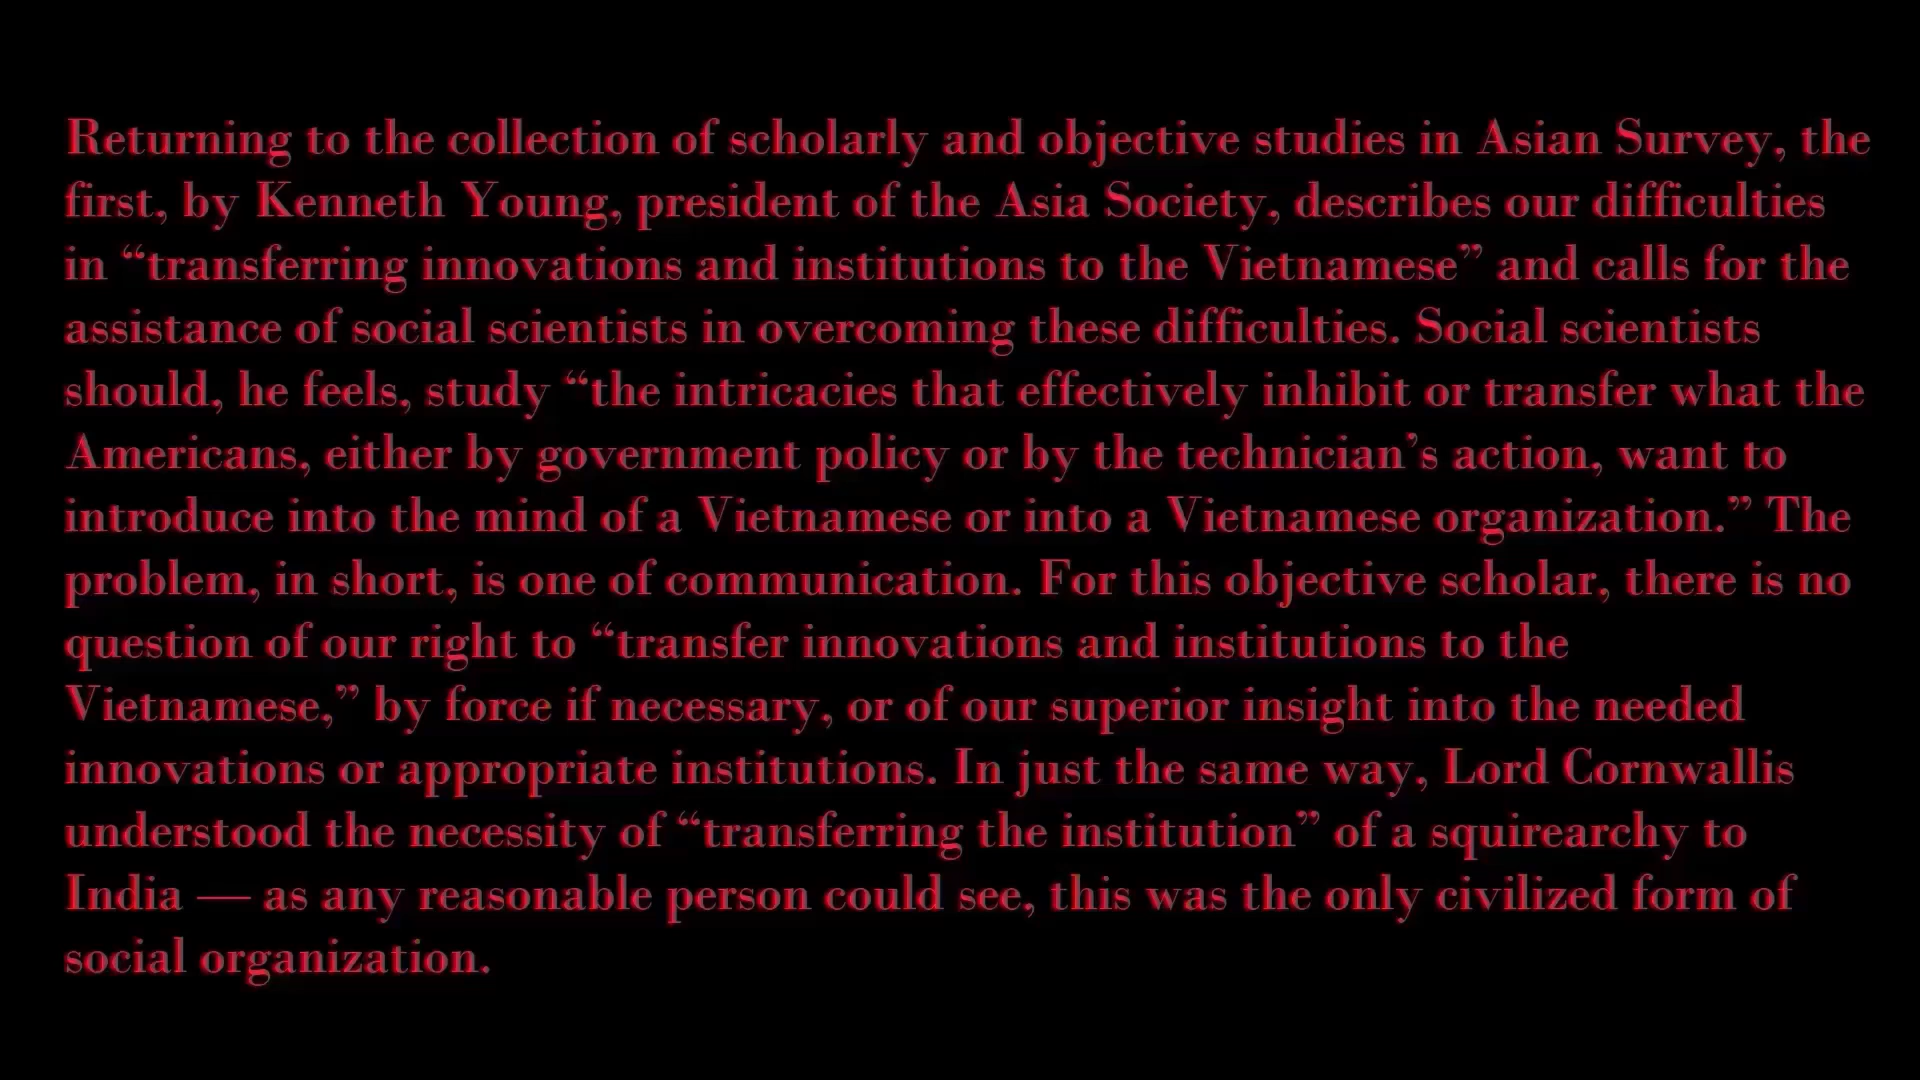 Returning to the collection of scholarly and objective studies in Asian Survey, the
first, by Kenneth Young, president of the Asia Society, describes our difficulties
in “transferring innovations and institutions to the Vietnamese” and calls for the
assistance of social scientists in overcoming these difficulties. Social scientists
should, he feels, study “the intricacies that effectively inhibit or transfer what the
Americans, either by government policy or by the technician’s action, want to
introduce into the mind of a Vietnamese or into a Vietnamese organization.” The
problem, in short, is one of communication. For this objective scholar, there is no
question of our right to “transfer innovations and institutions to the
Vietnamese,” by force if necessary, or of our superior insight into the needed
innovations or appropriate institutions. In just the same way, Lord Cornwallis
understood the necessity of “transferring the institution” of a squirearchy to
India — as any reasonable person could see, this was the only civilized form of
social organization.